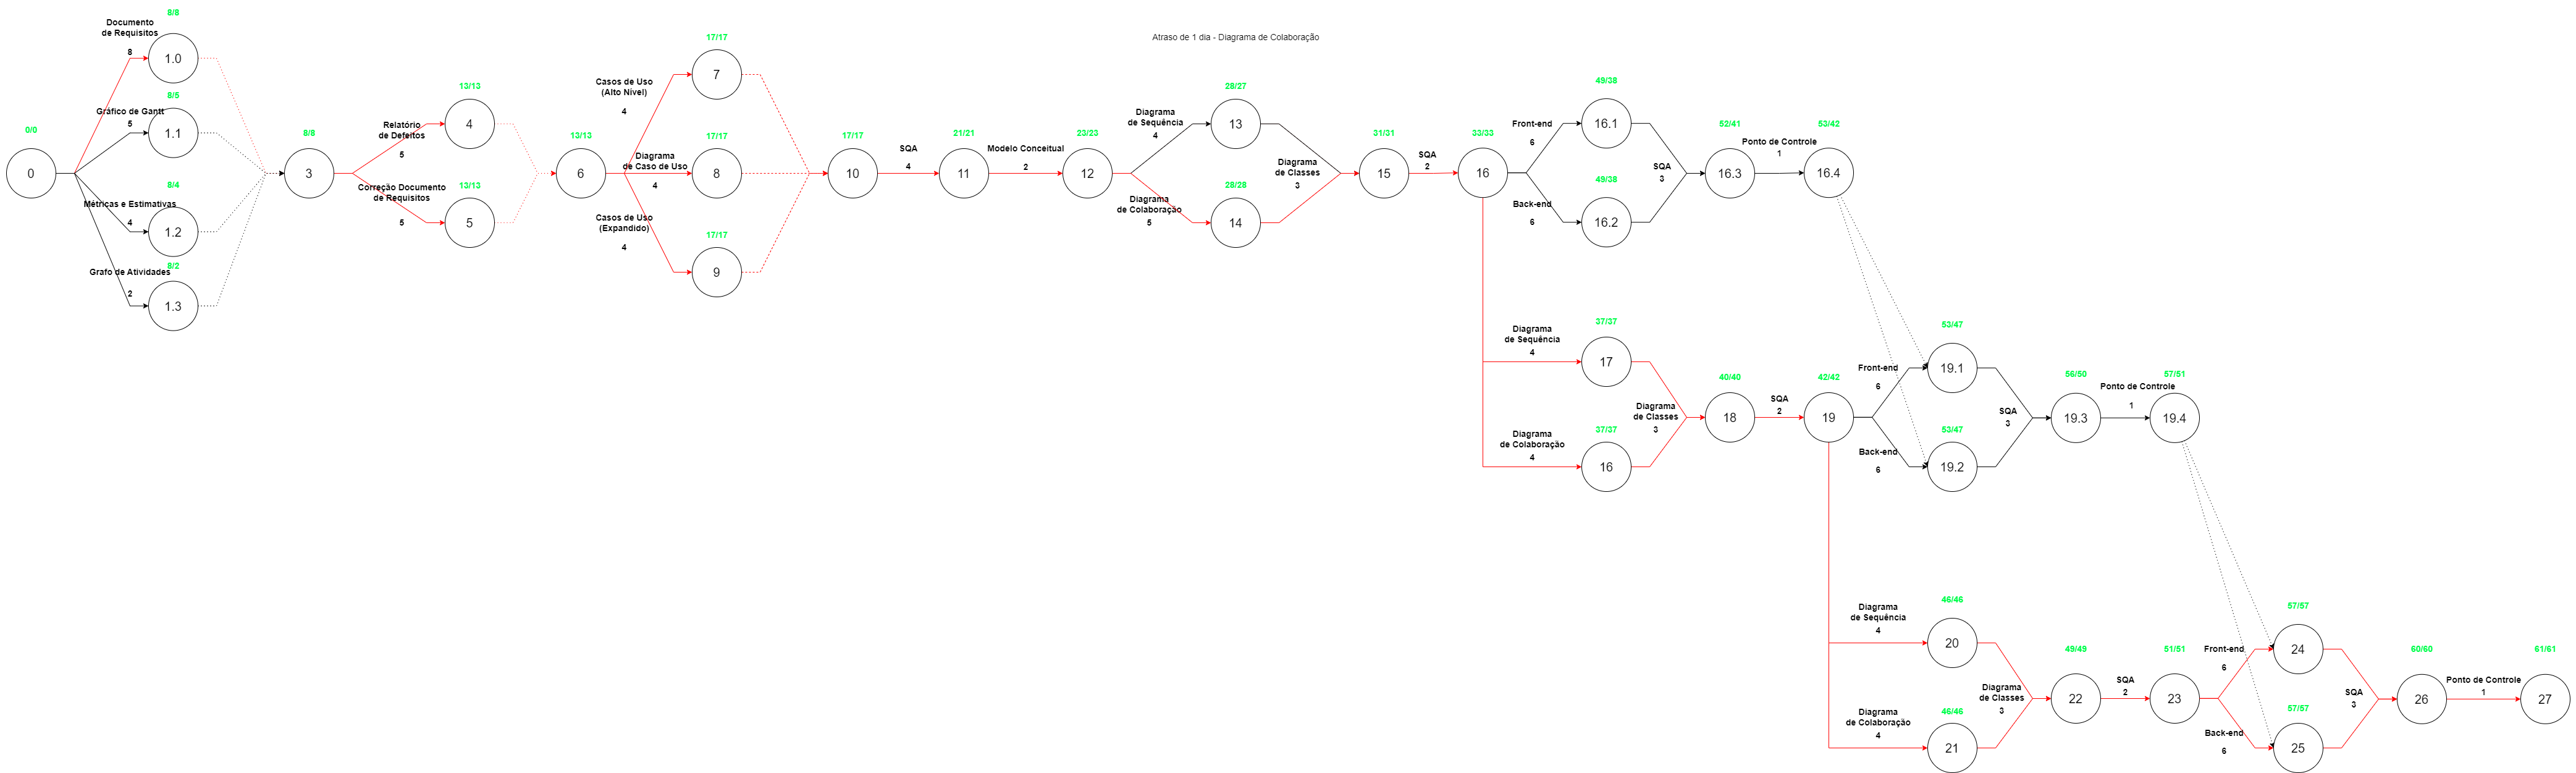 Atraso de 1 dia - Diagrama de Colaboração
0/0
0
Documento
de Requisitos
8
8/8
1.0
Gráfico de Gantt
5
8/5
1.1
Métricas e Estimativas
4
8/4
1.2
Grafo de Atividades
2
8/2
1.3
8/8
3
Relatório
de Defeitos
5
13/13
4
Correção Documento
de Requisitos
5
13/13
5
13/13
6
Casos de Uso
(Alto Nível)
4
17/17
7
Diagrama
de Caso de Uso
4
17/17
8
Casos de Uso
(Expandido)
4
17/17
9
17/17
10
SQA
4
21/21
11
Modelo Conceitual
2
23/23
12
Diagrama
de Sequência
4
28/27
13
Diagrama
de Colaboração
5
28/28
14
Diagrama
de Classes
3
31/31
15
SQA
2
33/33
16
Front-end
6
49/38
16.1
Back-end
6
49/38
16.2
SQA
3
52/41
16.3
Ponto de Controle
1
53/42
16.4
Diagrama
de Sequência
4
37/37
17
Diagrama
de Colaboração
4
37/37
16
Diagrama
de Classes
3
40/40
18
SQA
2
42/42
19
Front-end
6
53/47
19.1
Back-end
6
53/47
19.2
SQA
3
56/50
19.3
Ponto de Controle
1
57/51
19.4
Diagrama
de Sequência
4
46/46
20
Diagrama
de Colaboração
4
46/46
21
Diagrama
de Classes
3
49/49
22
SQA
2
51/51
23
Front-end
6
57/57
24
Back-end
6
57/57
25
SQA
3
60/60
26
Ponto de Controle
1
61/61
27